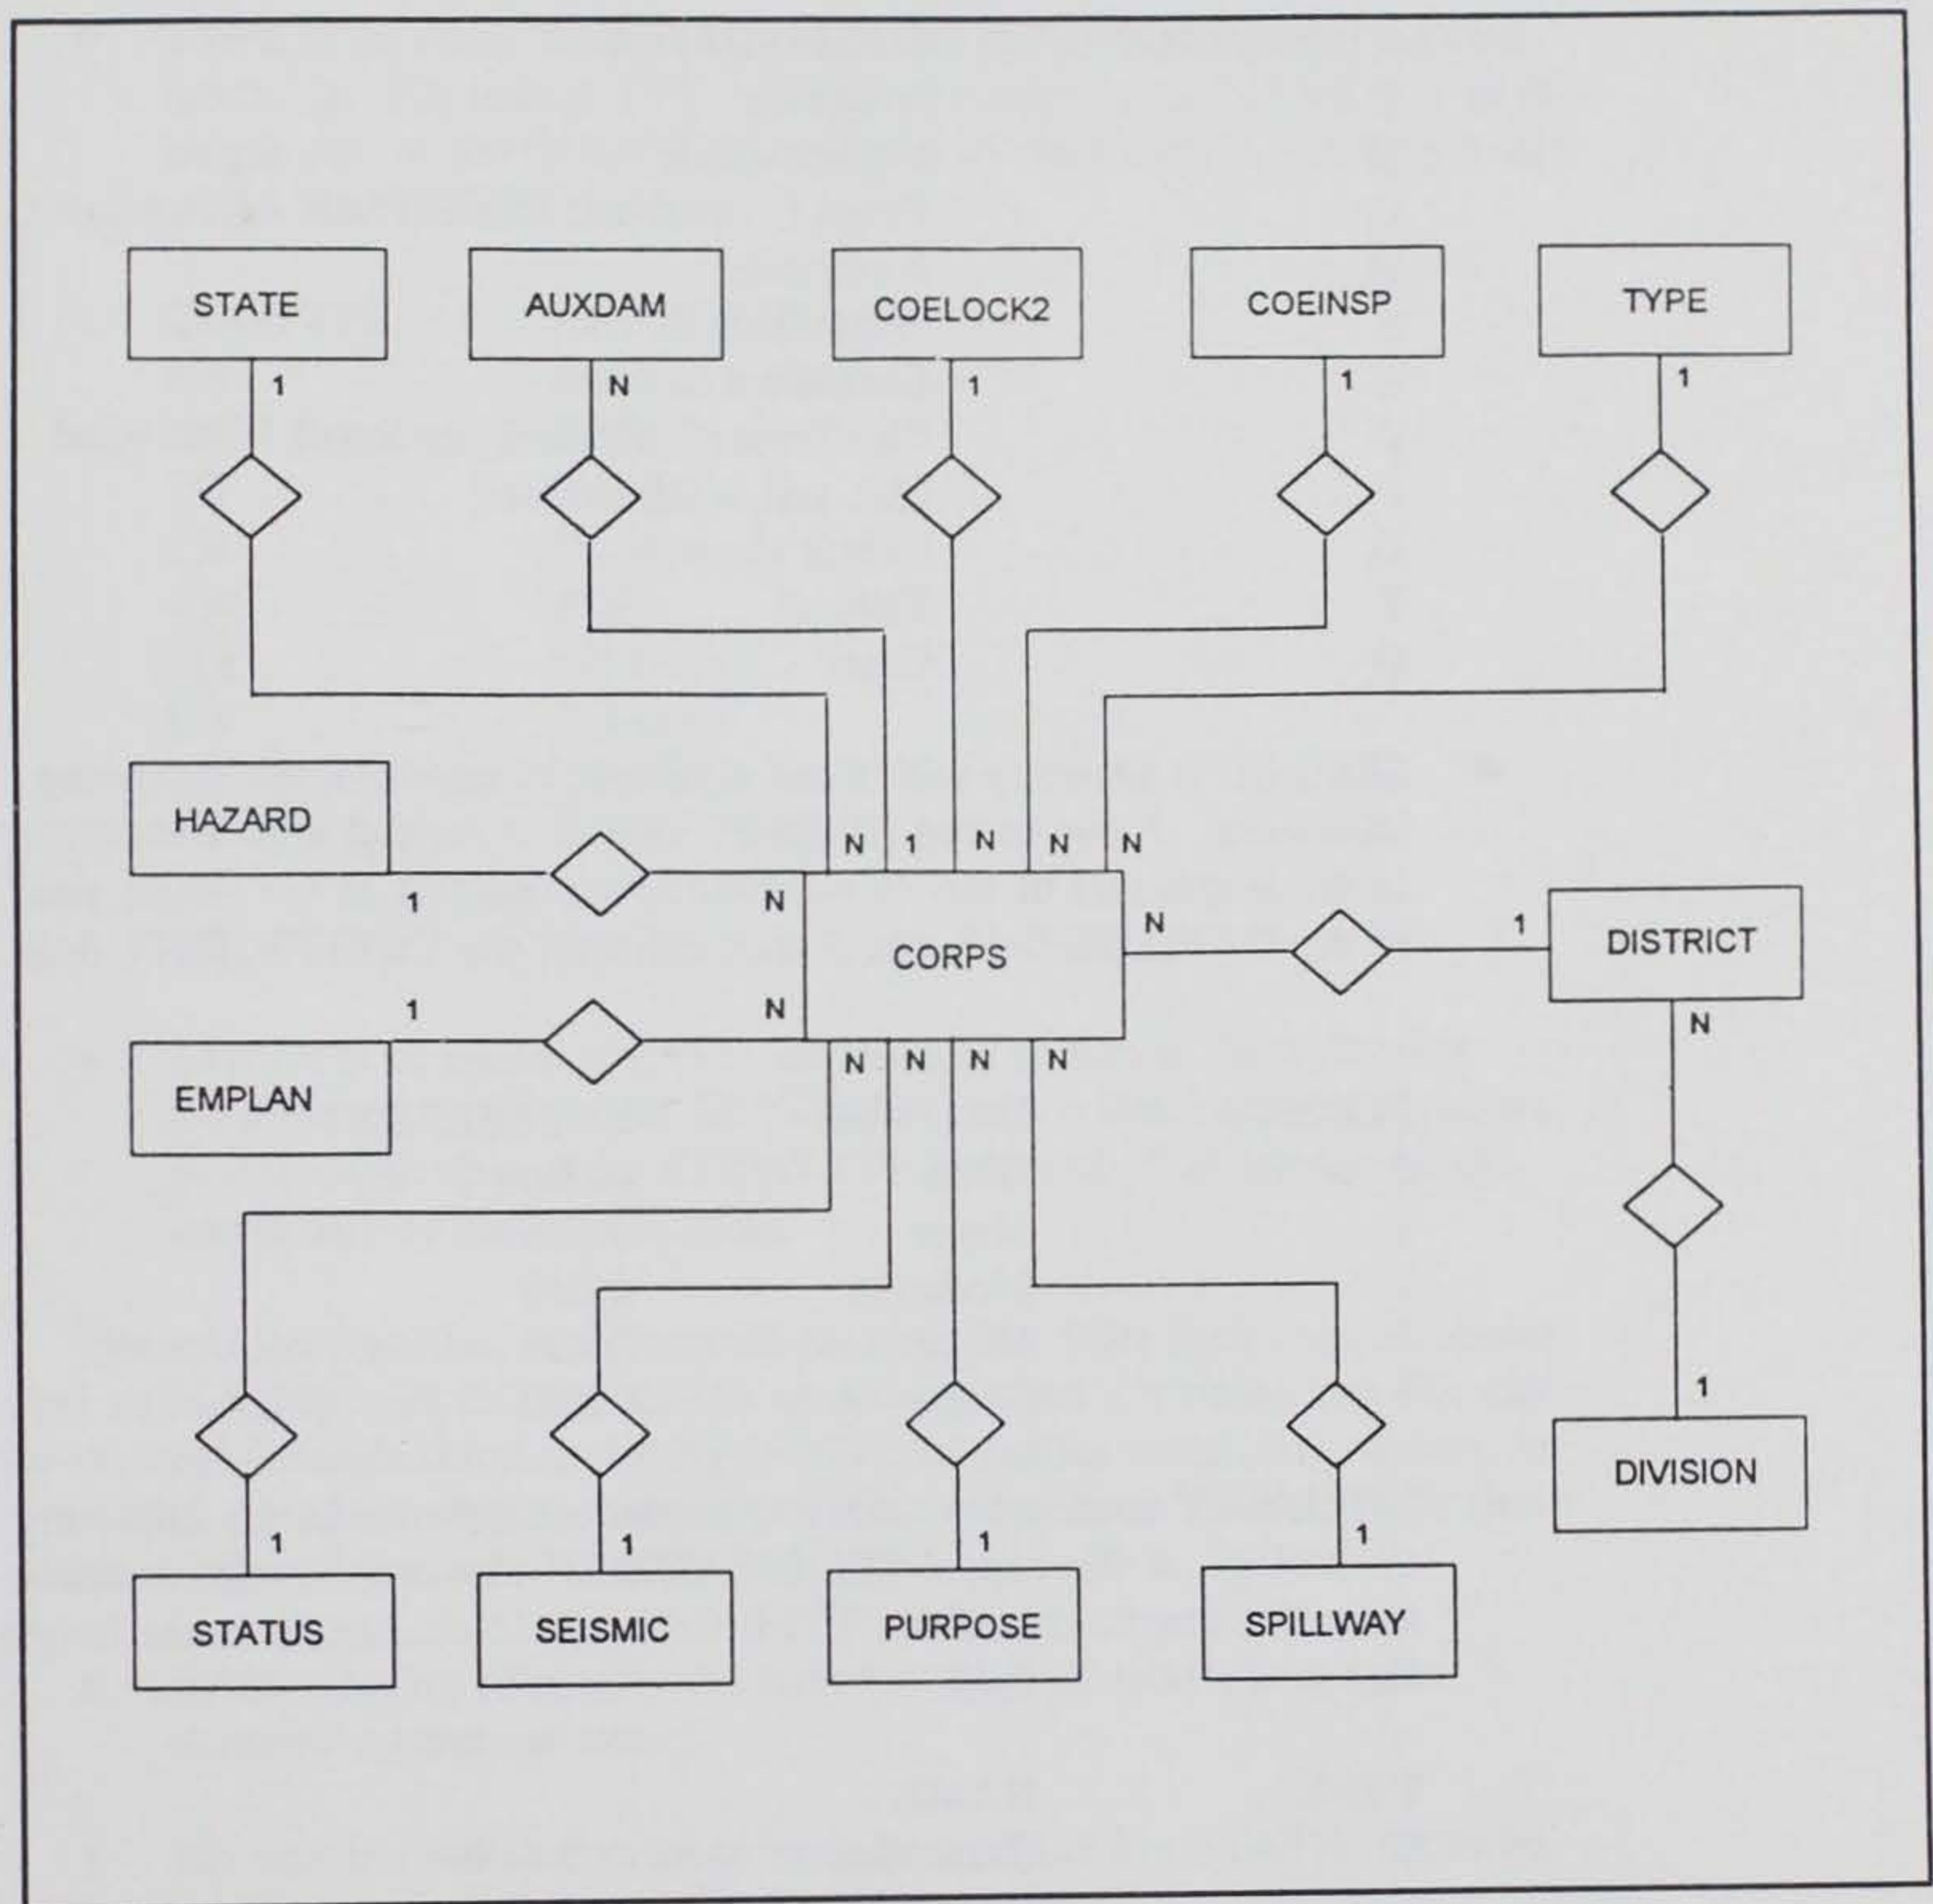 STATE AUXDAM COELOCK2 COEINSP TYPE
1 N 1 1 1
HAZARD
N 1 N N N
1 N
N 1
CORPS
DISTRICT
1 N
N
N N N N
EMPLAN
1
DIVISION
1 1 1 1
STATUS SEISMIC PURPOSE SPILLWAY